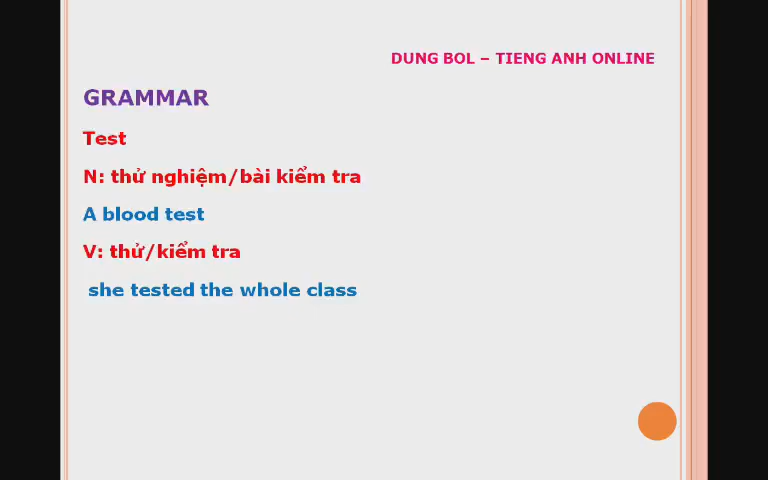 DUNG BOL – TIENG ANH ONLINE
GRAMMAR
Test
N: thử nghiệm/bài kiểm tra
A blood test
V: thử/kiểm tra
she tested the whole class